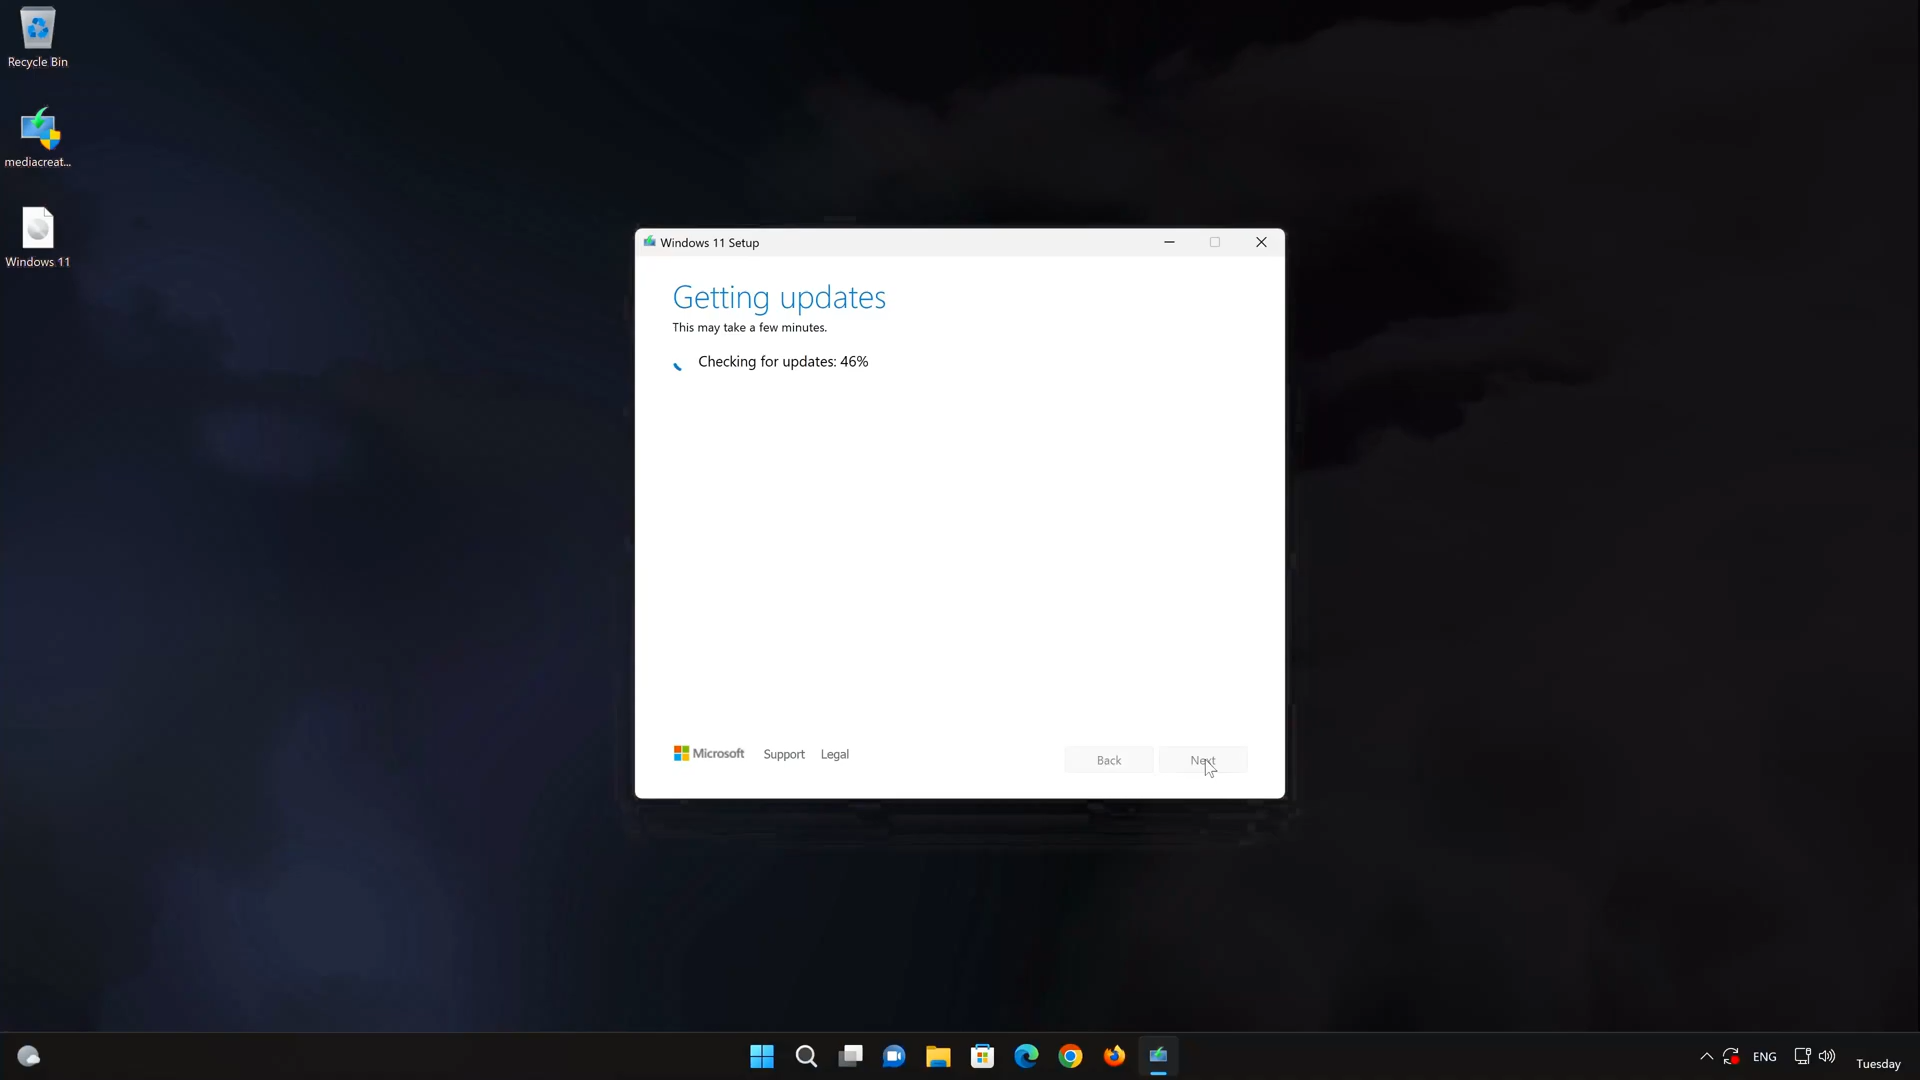 Recycle Bin
mediacreat...
Windows 11
Windows 11 Setup
Getting updates
This may take a few minutes.
Checking for updates: 46%
Microsoft Support Legal
Back Next
ENG
Tuesday